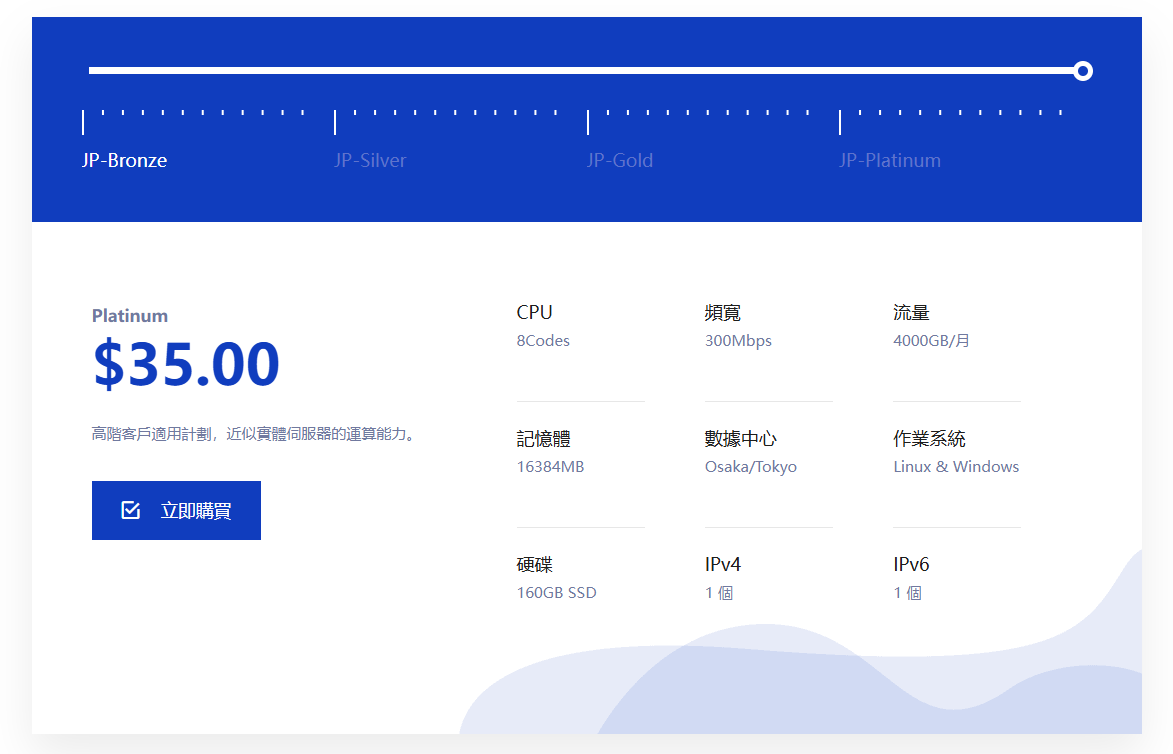 JP-Bronze JP-Silver JP-Gold JP-Platinum
Platinum
$35.00
高階客戶適用計劃，近似實體伺服器的運算能力。
立即購買
CPU 頻寬 流量
8Codes 300Mbps 4000GB/月
記憶體 數據中心 作業系統
16384MB Osaka/Tokyo Linux & Windows
硬碟 IPv4 IPv6
160GB SSD 1 個 1 個